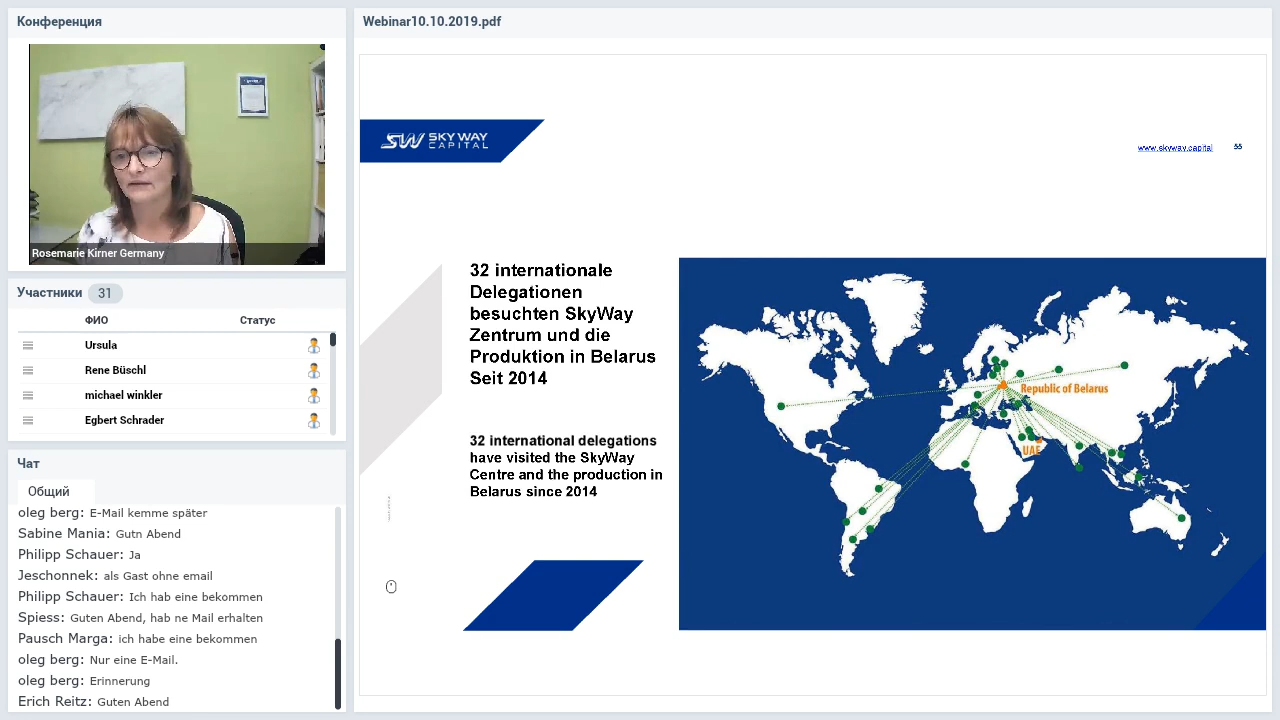 Конференция
Rosemarie Kirner Germany
Участники 31
ФИО Статус
Ursula
Rene Büschl
michael winkler
Egbert Schrader
Чат
Общий
oleg berg: E-Mail kemme später
Sabine Mania: Gutn Abend
Philipp Schauer: Ja
Jeschonnek: als Gast ohne email
Philipp Schauer: Ich hab eine bekommen
Spiess: Guten Abend, hab ne Mail erhalten
Pausch Marga: ich habe eine bekommen
oleg berg: Nur eine E-Mail.
oleg berg: Erinnerung
Erich Reitz: Guten Abend
Webinar10.10.2019.pdf
SW SKY WAY
CAPITAL
www.skyway.capital 55
32 internationale
Delegationen
besuchten SkyWay
Zentrum und die
Produktion in Belarus
Seit 2014
32 international delegations
have visited the SkyWay
Centre and the production in
Belarus since 2014
Republic of Belarus
UAE